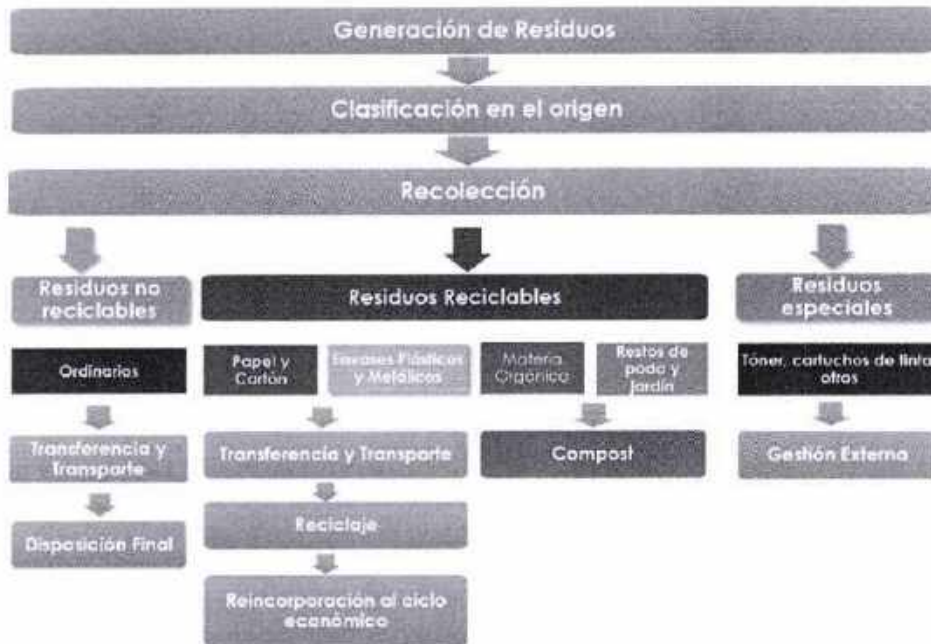 Generación de Residuos
Clasificación en el origen
Recolección
Residuos no
reciclables
Residuos Reciclables
Residuos
especiales
Ordinarios
Papel y
Cartón
Envases Plásticos
y Metálicos
Materia
Orgánica
Restos de
poda y
Jardín
Tóner, cartuchos de tinta
otros
Transferencia y
Transporte
Transferencia y Transporte
Compost
Gestión Externa
Disposición Final
Reciclaje
Reincorporación al ciclo
económico